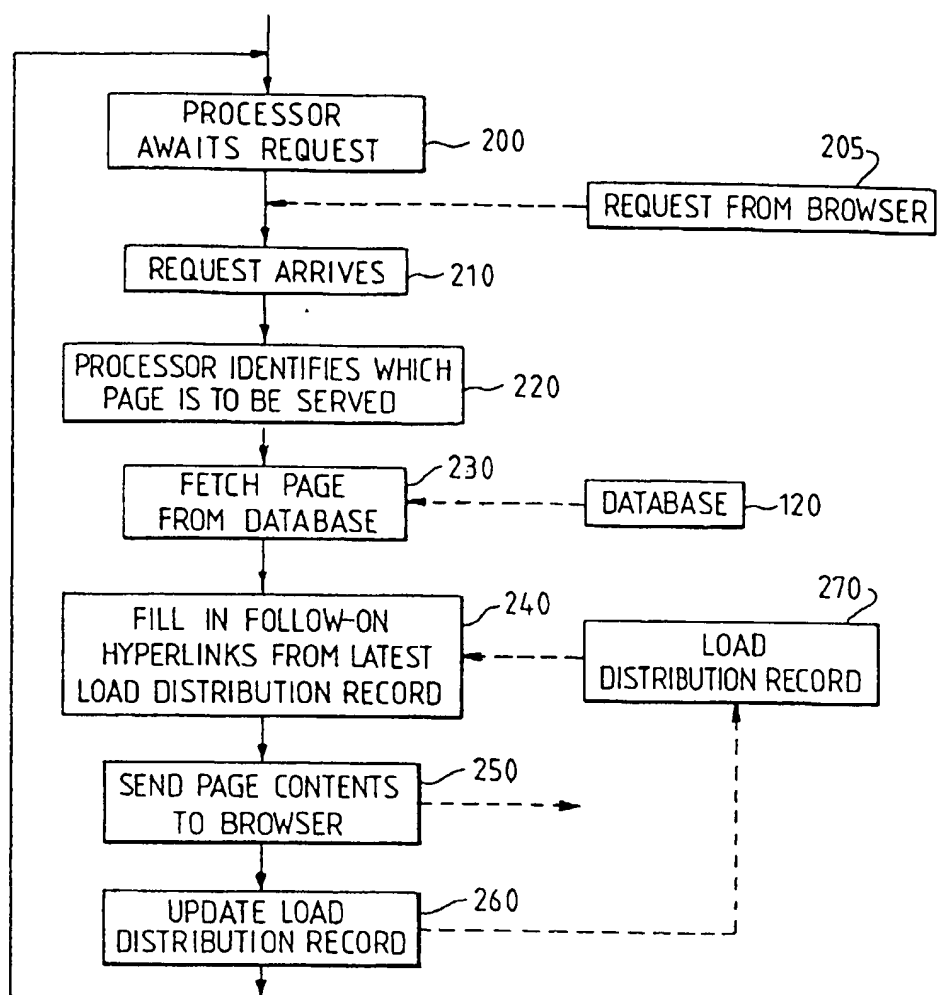 PROCESSOR
AWAITS REQUEST
200
205
REQUEST FROM BROWSER
REQUEST ARRIVES
210
PROCESSOR IDENTIFIES WHICH
PAGE IS TO BE SERVED
220
230
FETCH PAGE
FROM DATABASE
DATABASE
120
240
FILL IN FOLLOW-ON
HYPERLINKS FROM LATEST
LOAD DISTRIBUTION RECORD
270
LOAD
DISTRIBUTION RECORD
250
SEND PAGE CONTENTS
TO BROWSER
260
UPDATE LOAD
DISTRIBUTION RECORD